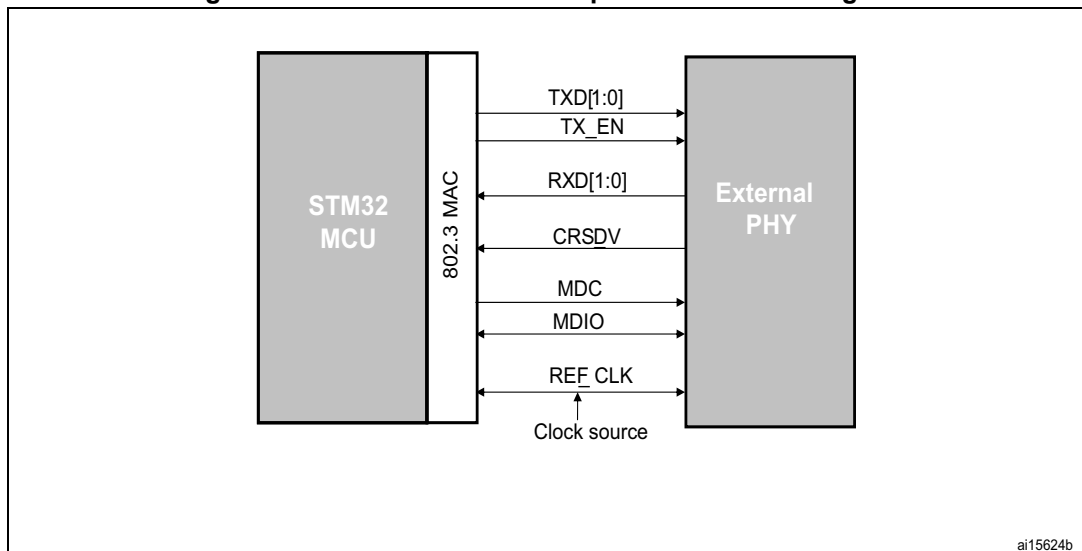 TXD[1:0]
TX_EN
RXD[1:0]
STM32
MCU
802.3 MAC
External
PHY
CRS_DV
MDC
MDIO
REF_CLK
Clock source
ai15624b